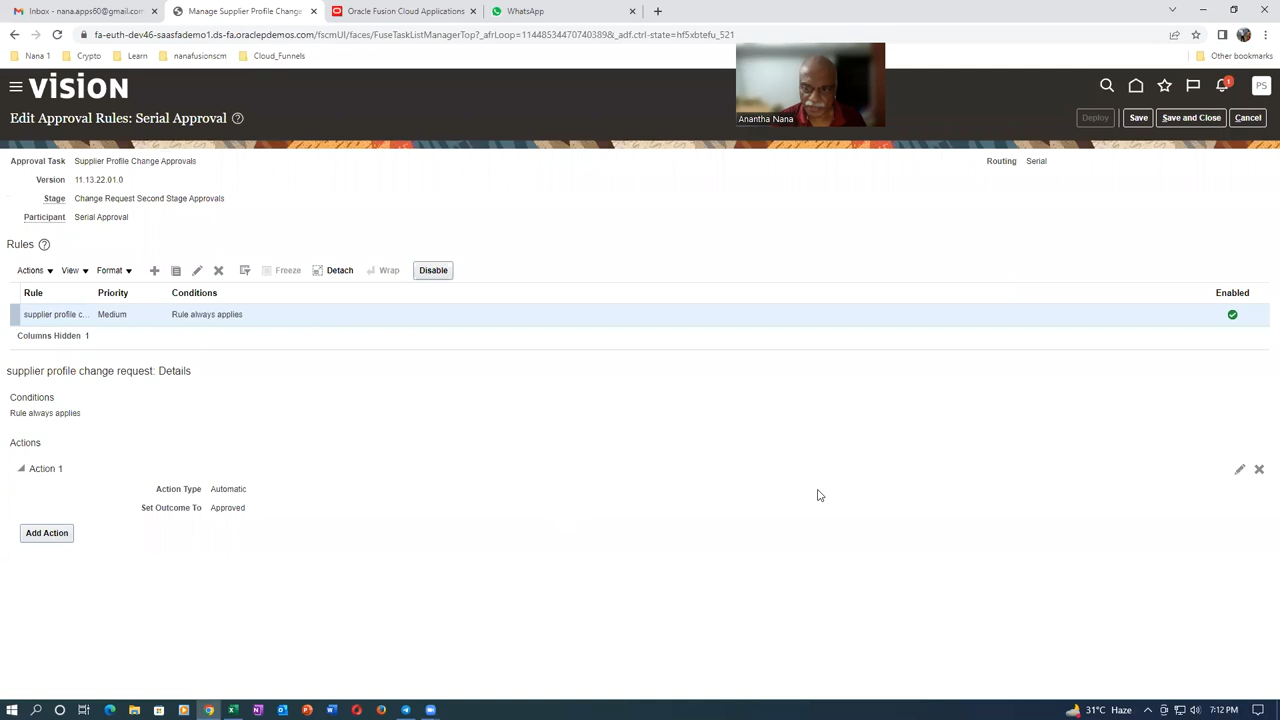 Inbox - nana.apps60@gmail.com
Manage Supplier Profile Change
Oracle Fusion Cloud Applications
WhatsApp
fa-euth-dev46-saasfademo1.ds-fa.oraclepdemos.com/fscmUI/faces/FuseTaskListManagerTop?_afrLoop=11448534470740389&_adf.ctrl-state=hf5xbtefu_521
Nana 1
Crypto
Learn
nanafusionscm
Cloud_Funnels
Other bookmarks
VISION
1
PS
Edit Approval Rules: Serial Approval
Deploy
Save
Save and Close
Cancel
Anantha Nana
Approval Task Supplier Profile Change Approvals
Routing Serial
Version 11.13.22.01.0
Stage Change Request Second Stage Approvals
Participant Serial Approval
Rules
Actions View Format Freeze Detach Wrap Disable
Rule Priority Conditions Enabled
supplier profile c... Medium Rule always applies
Columns Hidden 1
supplier profile change request: Details
Conditions
Rule always applies
Actions
Action 1
Action Type Automatic
Set Outcome To Approved
Add Action
31°C Haze
7:12 PM